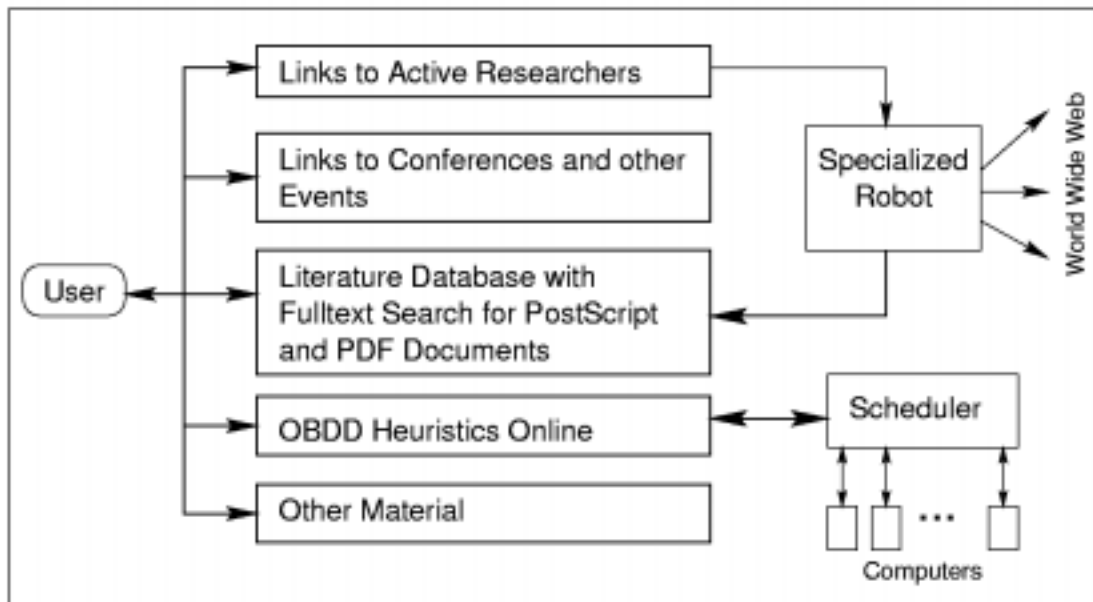 Links to Active Researchers
Links to Conferences and other
Events
Specialized
Robot
World Wide Web
User
Literature Database with
Fulltext Search for PostScript
and PDF Documents
OBDD Heuristics Online
Scheduler
Other Material
...
Computers